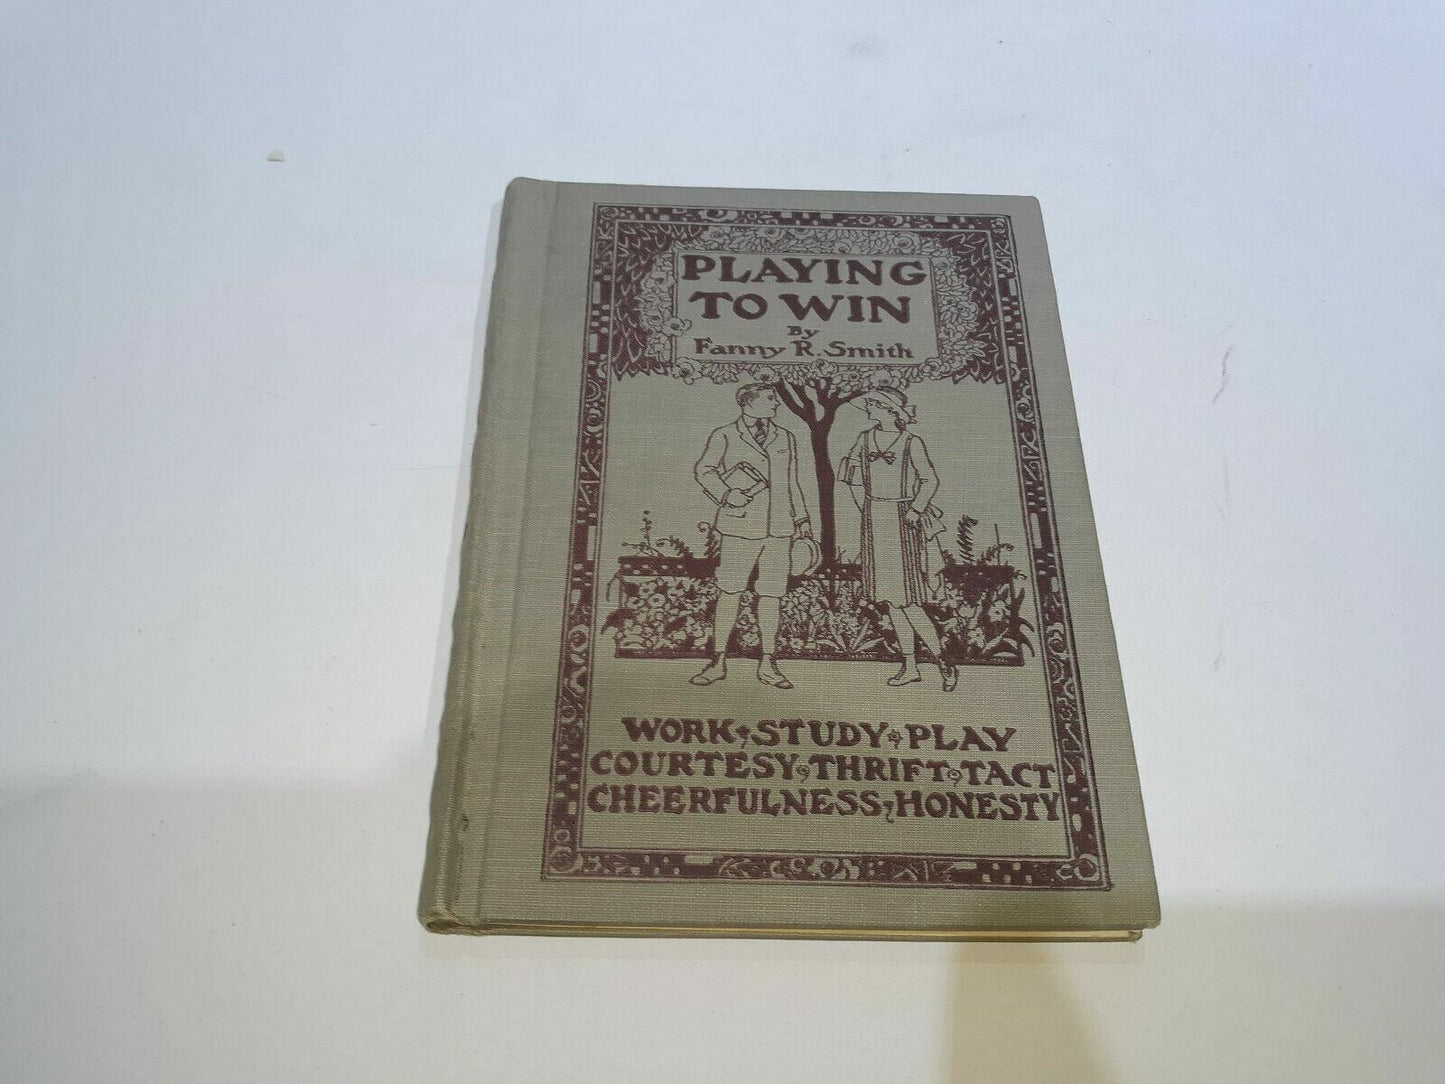 PLAYING
TO WIN
By
Fanny R. Smith
WORK STUDY PLAY
COURTESY THRIFT TACT
CHEERFULNESS HONESTY